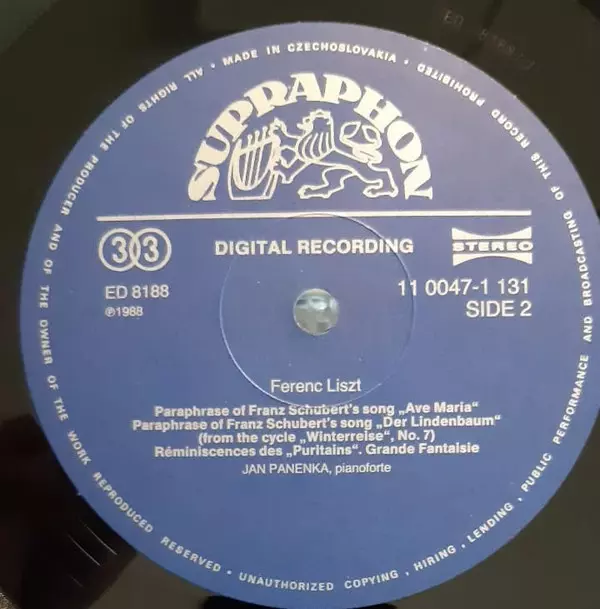 MADE IN CZECHOSLOVAKIA • ALL RIGHTS OF THE PRODUCER AND OF THE OWNER OF THE WORK REPRODUCED RESERVED • UNAUTHORIZED COPYING, HIRING, LENDING, PUBLIC PERFORMANCE AND BROADCASTING OF THIS RECORD PROHIBITED •
SUPRAPHON
33 DIGITAL RECORDING STEREO
ED 8188 11 0047-1 131
℗1988 SIDE 2
Ferenc Liszt
Paraphrase of Franz Schubert's song „Ave Maria“
Paraphrase of Franz Schubert's song „Der Lindenbaum“
(from the cycle „Winterreise“, No. 7)
Réminiscences des „Puritains“. Grande Fantaisie
JAN PANENKA, pianoforte